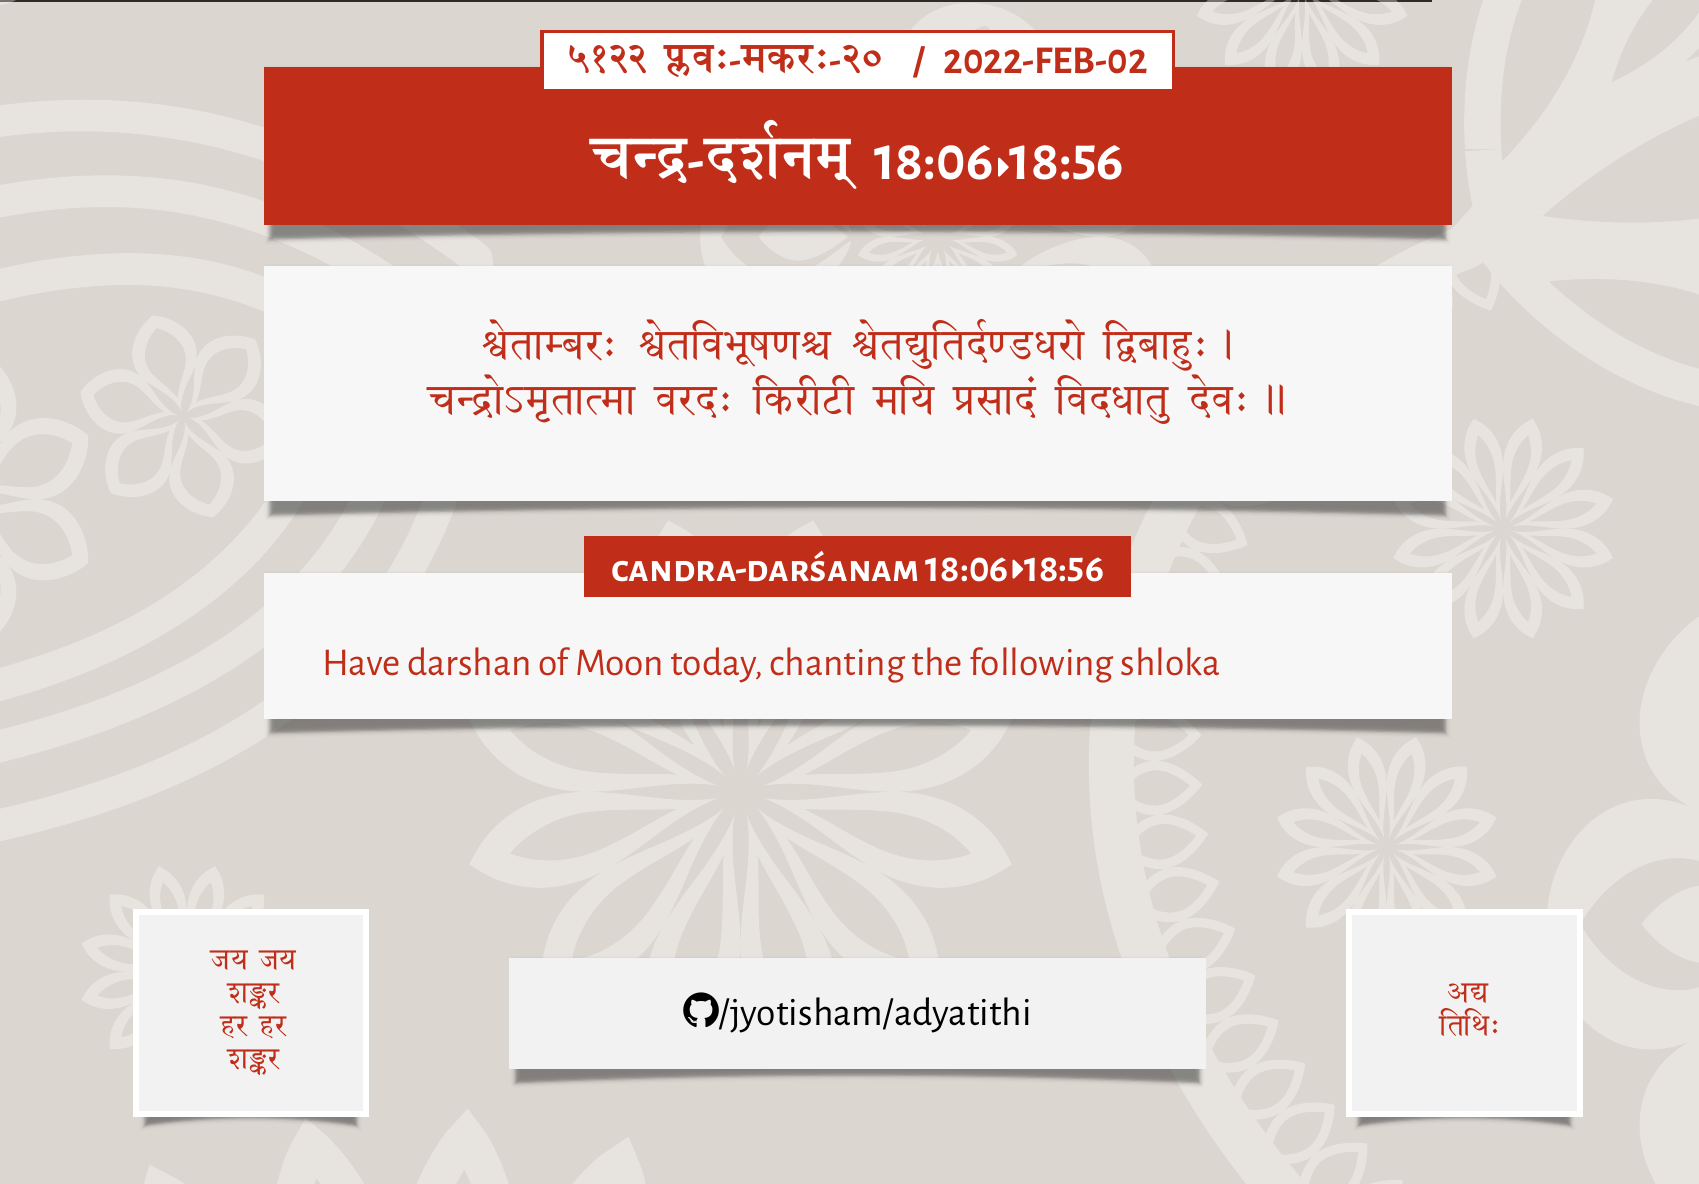 ५१२२ प्लवः-मकरः-२० / 2022-FEB-02
चन्द्र-दर्शनम् 18:06▸18:56
श्वेताम्बरः श्वेतविभूषणश्च श्वेतद्युतिर्दण्डधरो द्विबाहुः ।
चन्द्रोऽमृतात्मा वरदः किरीटी मयि प्रसादं विदधातु देवः ॥
CANDRA-DARŚANAM 18:06▸18:56
Have darshan of Moon today, chanting the following shloka
जय जय
शङ्कर
हर हर
शङ्कर
/jyotisham/adyatithi
अद्य
तिथिः